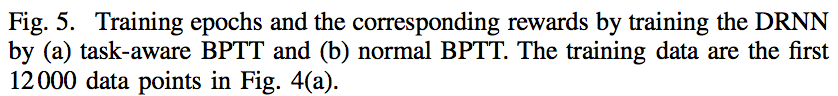 Fig. 5. Training epochs and the corresponding rewards by training the DRNN
by (a) task-aware BPTT and (b) normal BPTT. The training data are the first
12 000 data points in Fig. 4(a).